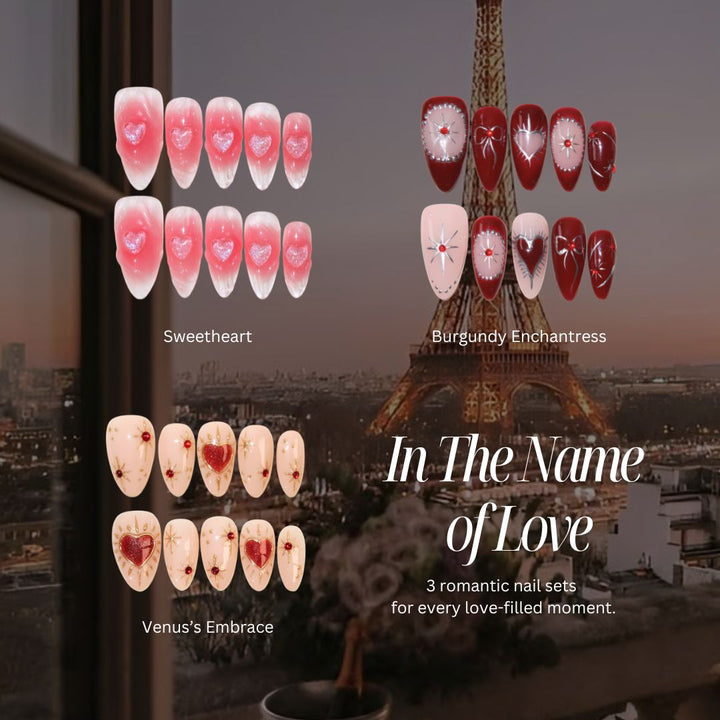 Sweetheart
Burgundy Enchantress
Venus's Embrace
In The Name
of Love
3 romantic nail sets
for every love-filled moment.